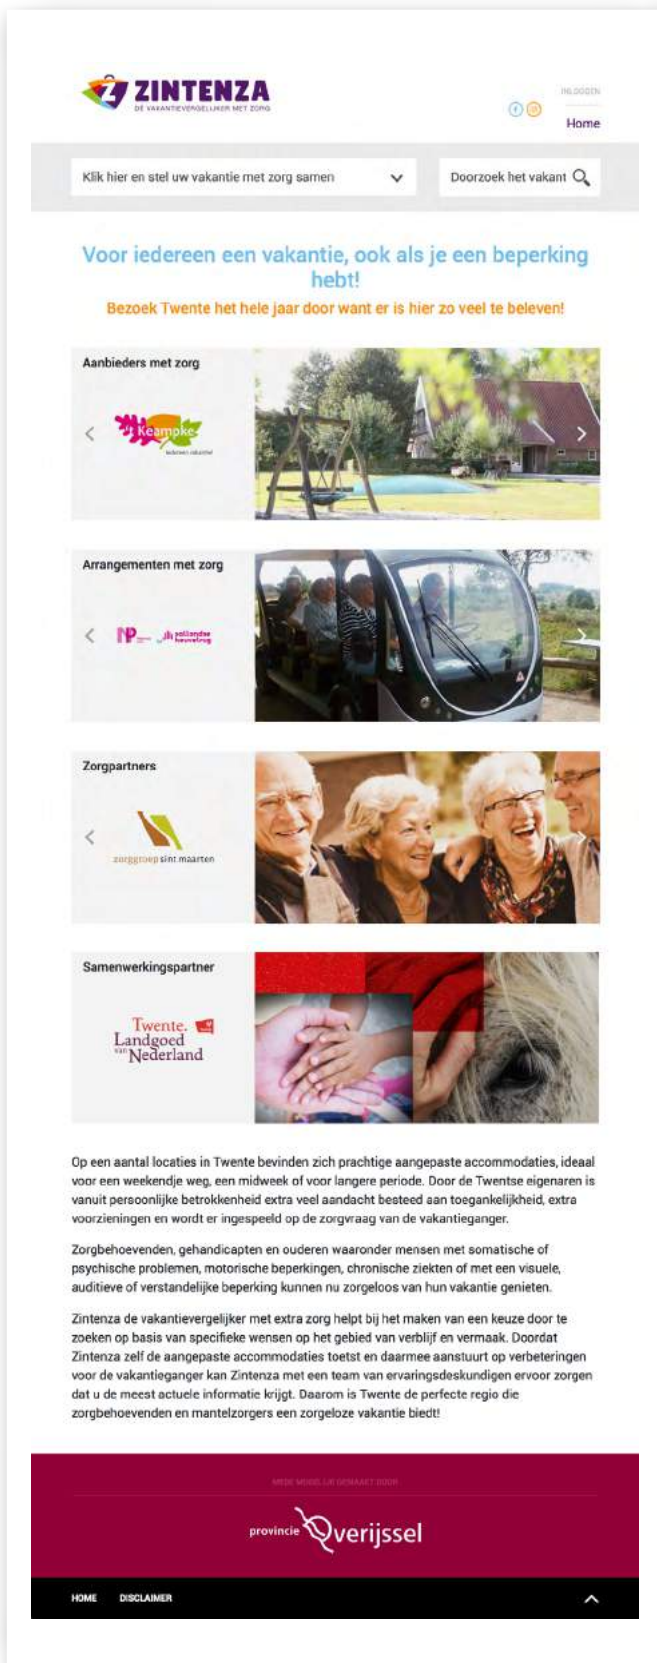 ZINTENZA
DE VAKANTIEVERGELIJKER MET ZORG
INLOGGEN
Home
Klik hier en stel uw vakantie met zorg samen
Doorzoek het vakant
Voor iedereen een vakantie, ook als je een beperking
hebt!
Bezoek Twente het hele jaar door want er is hier zo veel te beleven!
Aanbieders met zorg
't Keampke
iedereen vakantie!
Arrangementen met zorg
NP
sallandse
heuvelrug
Zorgpartners
zorggroep sint maarten
Samenwerkingspartner
Twente.
Landgoed
van Nederland
Op een aantal locaties in Twente bevinden zich prachtige aangepaste accommodaties, ideaal
voor een weekendje weg, een midweek of voor langere periode. Door de Twentse eigenaren is
vanuit persoonlijke betrokkenheid extra veel aandacht besteed aan toegankelijkheid, extra
voorzieningen en wordt er ingespeeld op de zorgvraag van de vakantieganger.
Zorgbehoevenden, gehandicapten en ouderen waaronder mensen met somatische of
psychische problemen, motorische beperkingen, chronische ziekten of met een visuele,
auditieve of verstandelijke beperking kunnen nu zorgeloos van hun vakantie genieten.
Zintenza de vakantievergelijker met extra zorg helpt bij het maken van een keuze door te
zoeken op basis van specifieke wensen op het gebied van verblijf en vermaak. Doordat
Zintenza zelf de aangepaste accommodaties toetst en daarmee aanstuurt op verbeteringen
voor de vakantieganger kan Zintenza met een team van ervaringsdeskundigen ervoor zorgen
dat u de meest actuele informatie krijgt. Daarom is Twente de perfecte regio die
zorgbehoevenden en mantelzorgers een zorgeloze vakantie biedt!
MEDE MOGELIJK GEMAAKT DOOR
provincie Overijssel
HOME DISCLAIMER